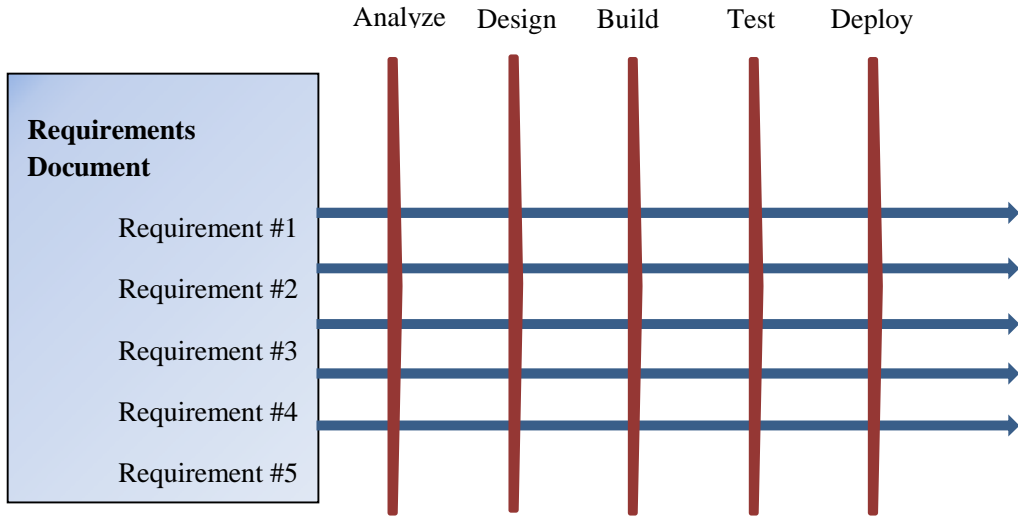 Analyze Design Build Test Deploy
Requirements
Document
Requirement #1
Requirement #2
Requirement #3
Requirement #4
Requirement #5